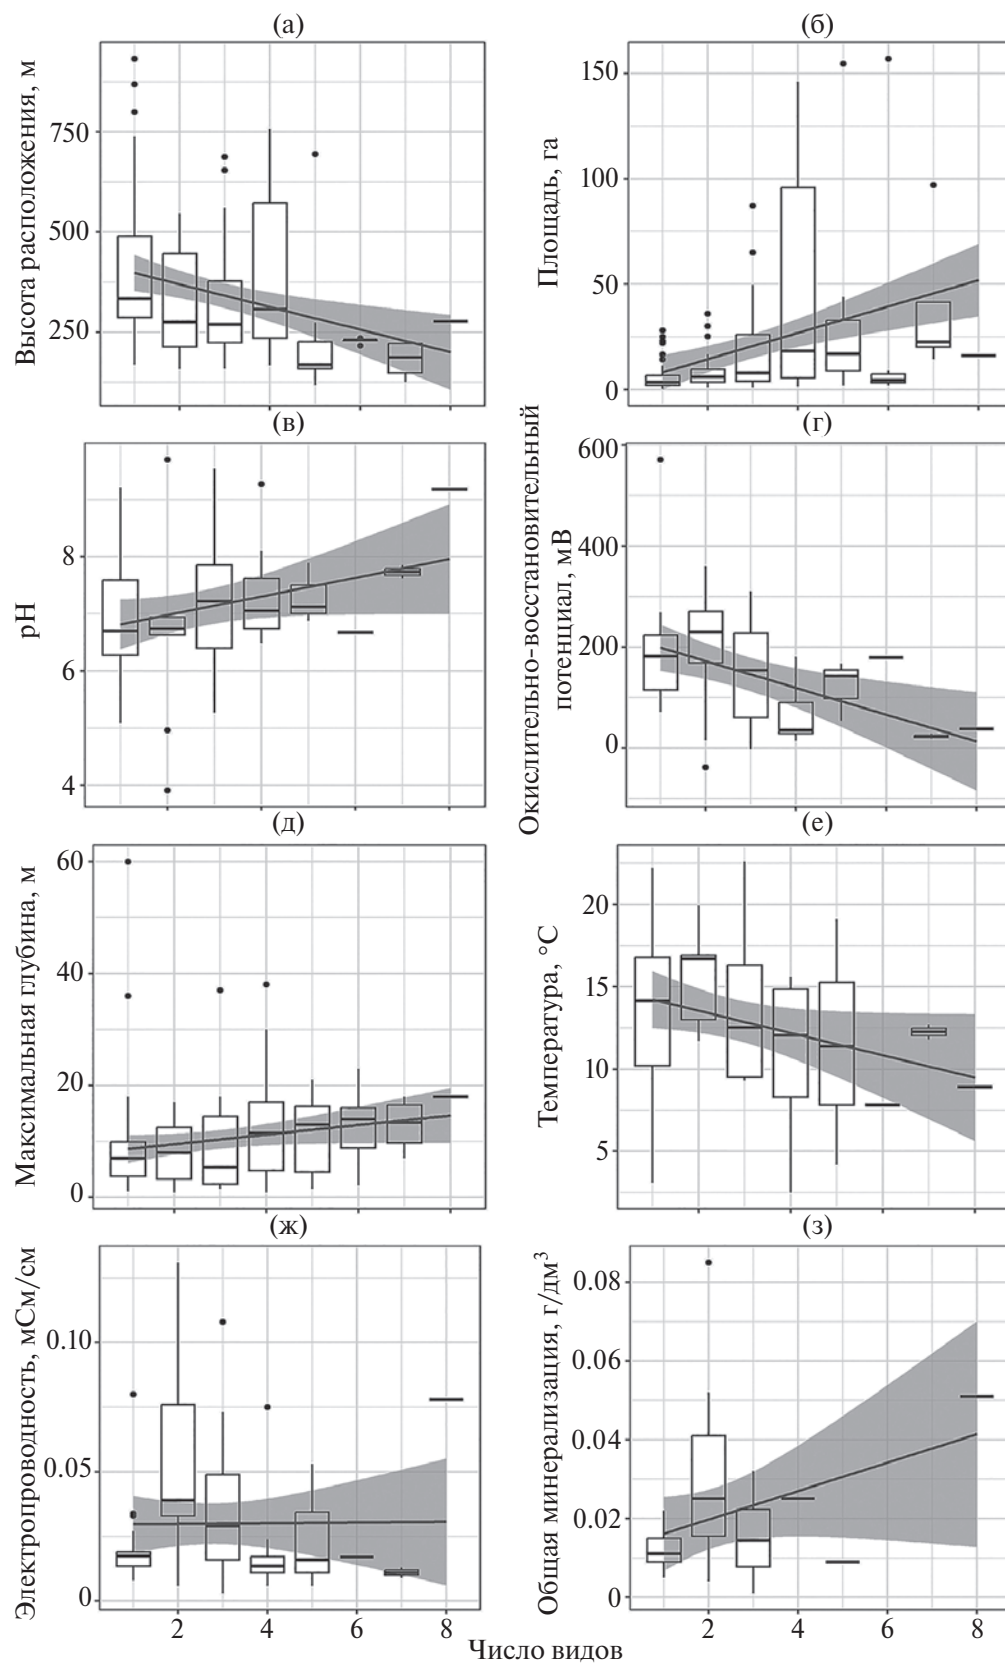 (а)
Высота расположения, м
750
500
250
(б)
Площадь, га
150
100
50
0
(в)
pH
8
6
4
(г)
Окислительно-восстановительный
потенциал, мВ
600
400
200
0
(д)
Максимальная глубина, м
60
40
20
0
(е)
Температура, °C
20
15
10
5
(ж)
Электропроводность, мСм/см
0.10
0.05
0
2
4
6
8
(з)
Общая минерализация, г/дм³
0.08
0.06
0.04
0.02
0
2
4
6
8
Число видов